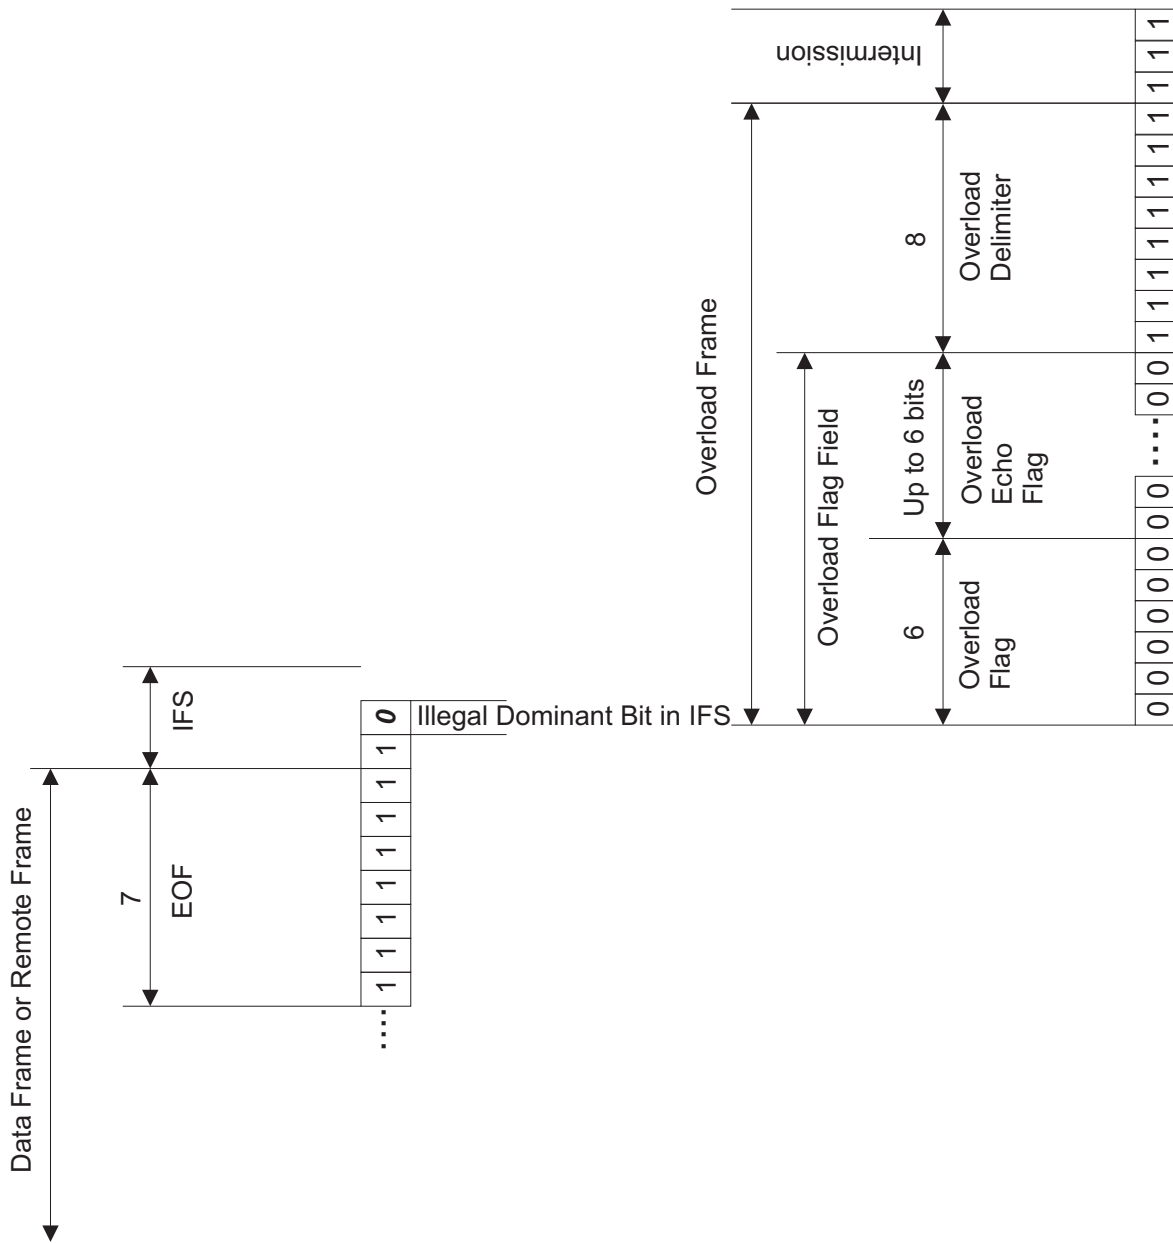 Data Frame or Remote Frame
7
EOF
IFS
.... 1 1 1 1 1 1 1 1 0
Illegal Dominant Bit in IFS
Overload Frame
Overload Flag Field
Intermission
6
Up to 6 bits
8
Overload
Flag
Overload
Echo
Flag
Overload
Delimiter
0 0 0 0 0 0 0 0 .... 0 0 1 1 1 1 1 1 1 1 1 1 1